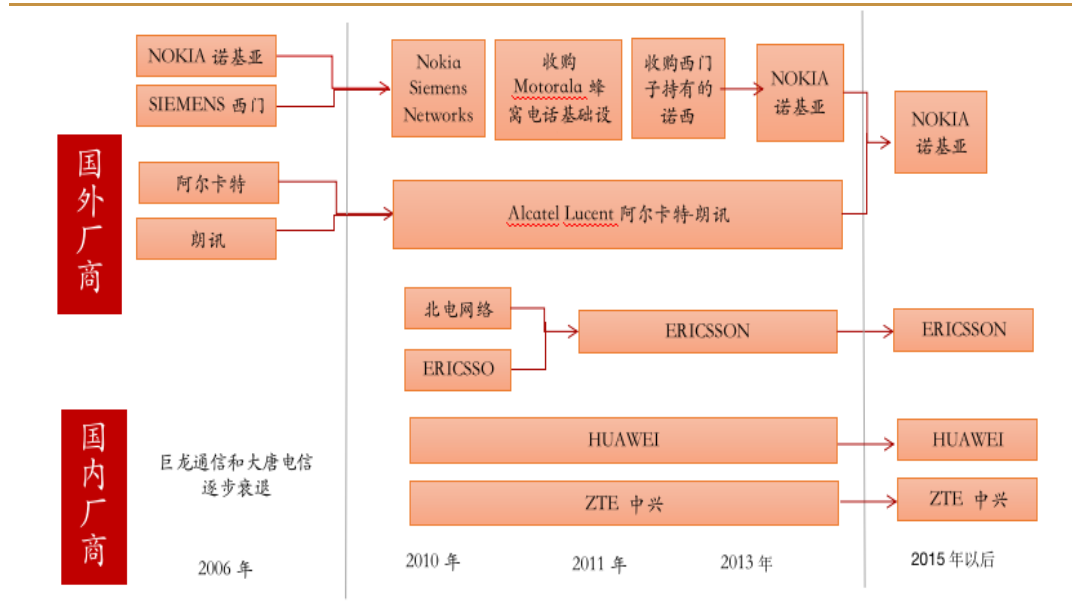 国外厂商
NOKIA 诺基亚
SIEMENS 西门
阿尔卡特
朗讯
Nokia
Siemens
Networks
收购
Motorala 蜂
窝电话基础设
收购西门
子持有的
诺西
NOKIA
诺基亚
NOKIA
诺基亚
Alcatel Lucent 阿尔卡特-朗讯
北电网络
ERICSSO
ERICSSON
ERICSSON
国内厂商
巨龙通信和大唐电信
逐步衰退
HUAWEI
HUAWEI
ZTE 中兴
ZTE 中兴
2006 年
2010 年
2011 年
2013 年
2015 年以后